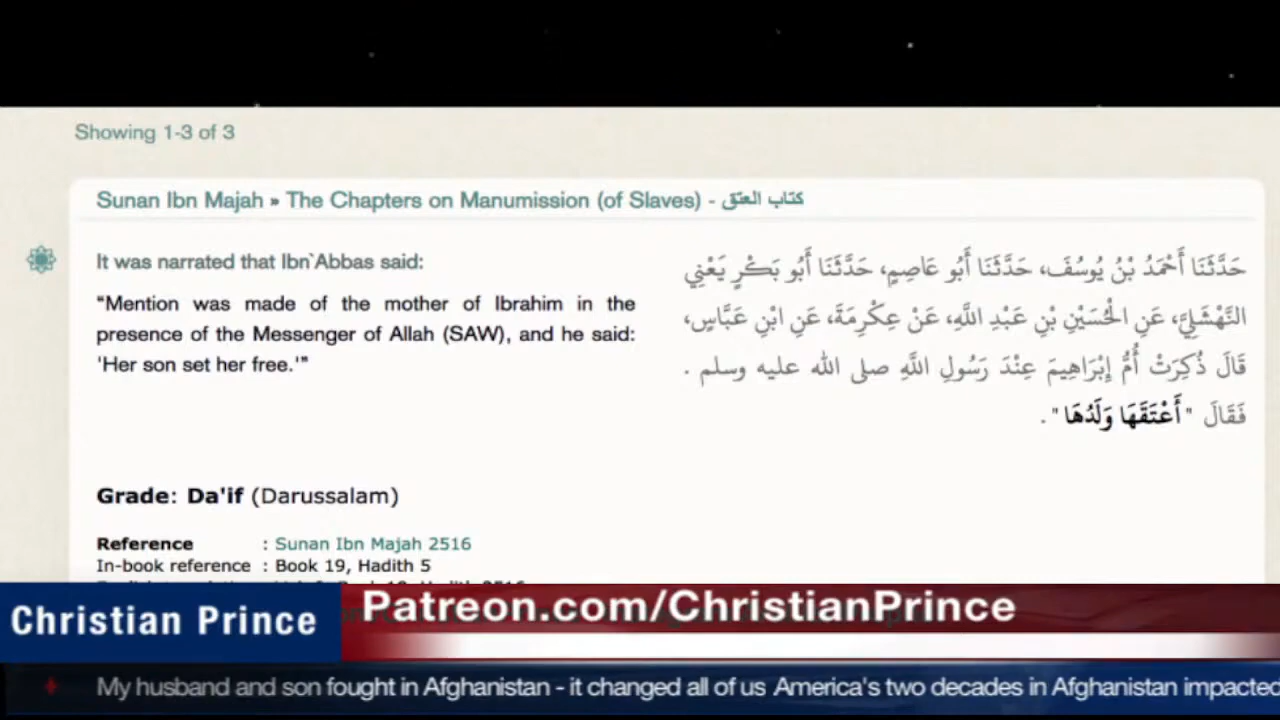 Showing 1-3 of 3
Sunan Ibn Majah » The Chapters on Manumission (of Slaves) - كتاب العتق
It was narrated that Ibn`Abbas said:
"Mention was made of the mother of Ibrahim in the
presence of the Messenger of Allah (SAW), and he said:
'Her son set her free.'"
حَدَّثَنَا أَحْمَدُ بْنُ يُوسُفَ، حَدَّثَنَا أَبُو عَاصِمٍ، حَدَّثَنَا أَبُو بَكْرٍ يَعْنِي
النَّهْشَلِيَّ، عَنِ الْحُسَيْنِ بْنِ عَبْدِ اللَّهِ، عَنْ عِكْرِمَةَ، عَنِ ابْنِ عَبَّاسٍ،
قَالَ ذُكِرَتْ أُمُّ إِبْرَاهِيمَ عِنْدَ رَسُولِ اللَّهِ صلى الله عليه وسلم .
فَقَالَ " أَعْتَقَهَا وَلَدُهَا " .
Grade: Da'if (Darussalam)
Reference : Sunan Ibn Majah 2516
In-book reference : Book 19, Hadith 5
Christian Prince
Patreon.com/ChristianPrince
My husband and son fought in Afghanistan - it changed all of us America's two decades in Afghanistan impacted